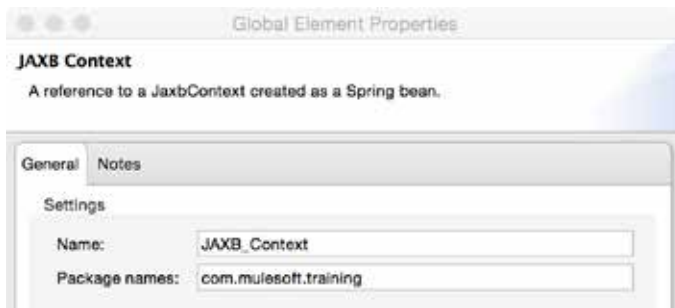 Global Element Properties
JAXB Context
A reference to a JaxbContext created as a Spring bean.
General Notes
Settings
Name: JAXB_Context
Package names: com.mulesoft.training